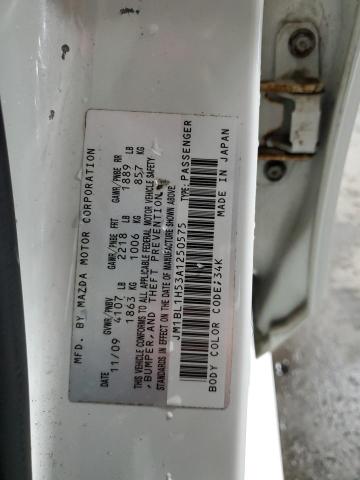 MFD. BY MAZDA MOTOR CORPORATION
DATE GVWR/PNBV GAWR/PNBE FRT GAWR/PNBE RR
11/09 4107 LB 2218 LB 1889 LB
1863 KG 1006 KG 857 KG
THIS VEHICLE CONFORMS TO ALL APPLICABLE FEDERAL MOTOR VEHICLE SAFETY
, BUMPER, AND THEFT PREVENTION
STANDARDS IN EFFECT ON THE DATE OF MANUFACTURE SHOWN ABOVE.
JM1BL1H53A1250575 TYPE:PASSENGER
BODY COLOR CODE;34K MADE IN JAPAN